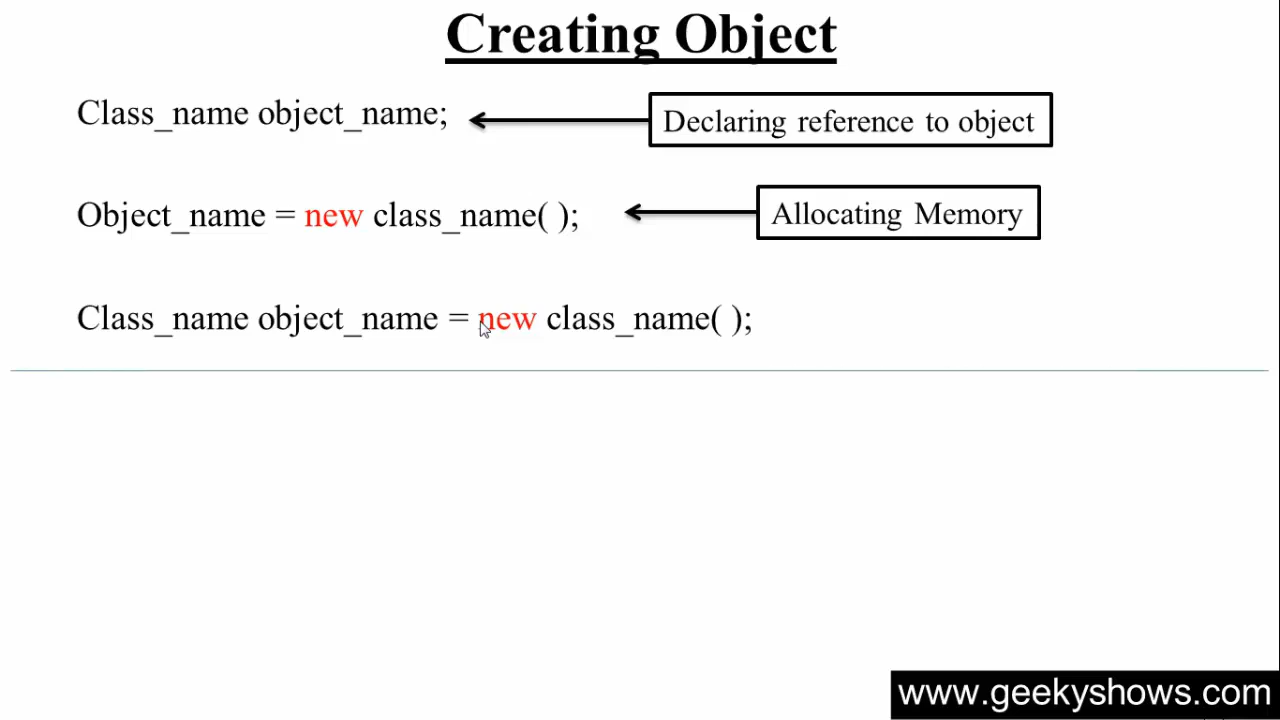 Creating Object
Class_name object_name;
Declaring reference to object
Object_name = new class_name( );
Allocating Memory
Class_name object_name = new class_name( );
www.geekyshows.com